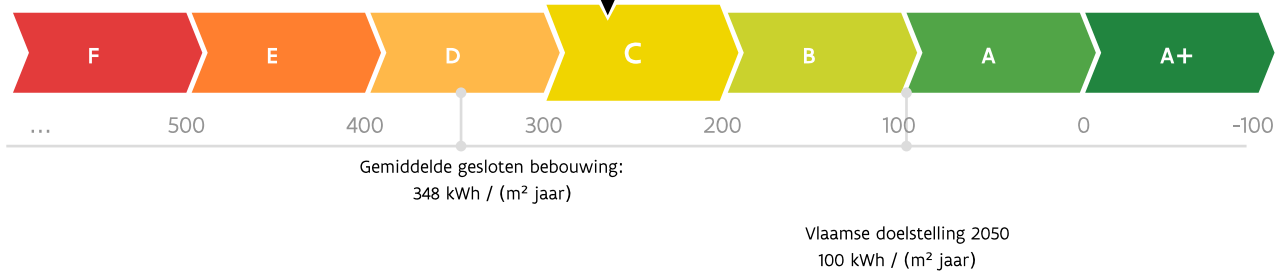 F E D C B A A+
... 500 400 300 200 100 0 -100
Gemiddelde gesloten bebouwing:
348 kWh / (m² jaar)
Vlaamse doelstelling 2050
100 kWh / (m² jaar)